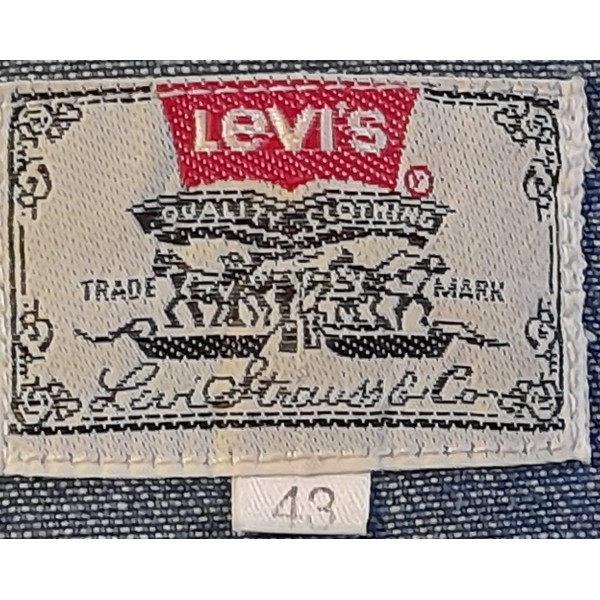 Levi's
QUALITY CLOTHING
TRADE MARK
Levi Strauss & Co
43